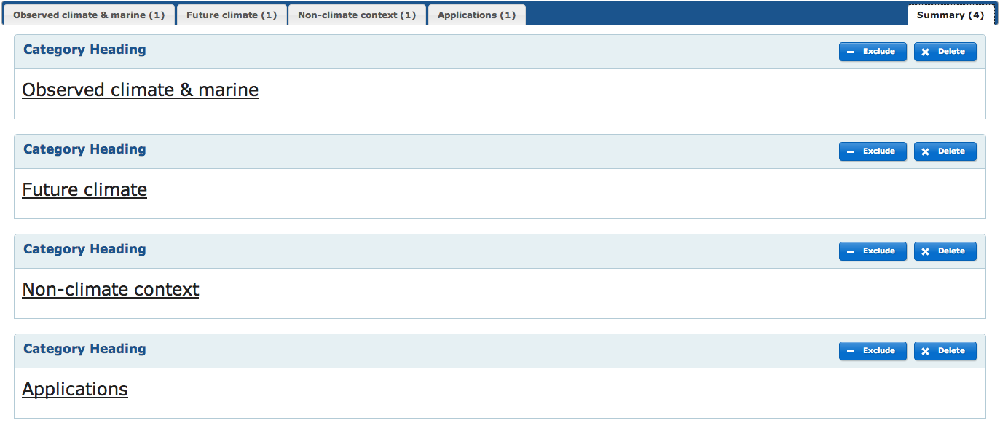 Observed climate & marine (1) Future climate (1) Non-climate context (1) Applications (1) Summary (4)
Category Heading Exclude Delete
Observed climate & marine
Category Heading Exclude Delete
Future climate
Category Heading Exclude Delete
Non-climate context
Category Heading Exclude Delete
Applications